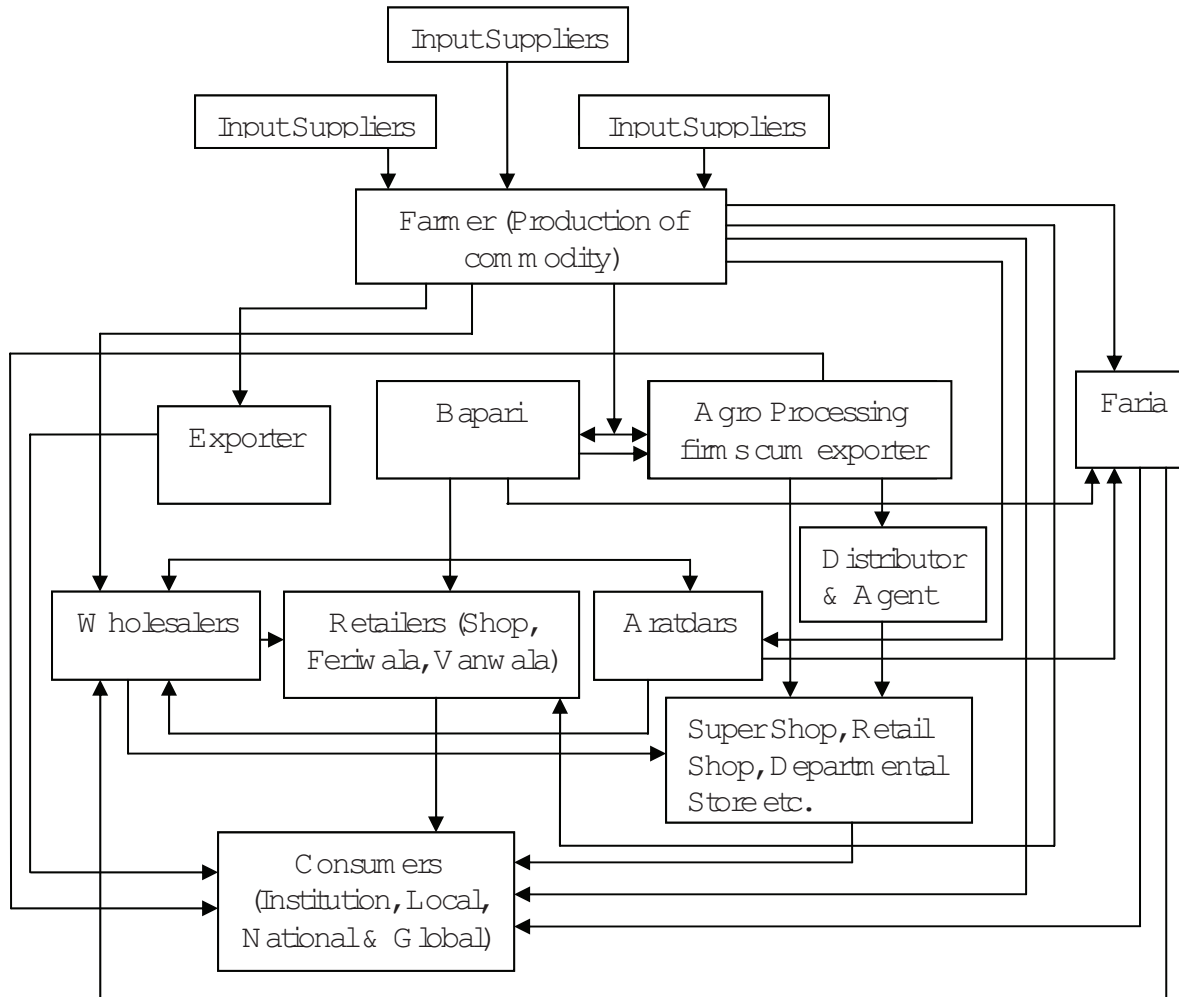 Input Suppliers
Input Suppliers
Input Suppliers
Farmer (Production of
commodity)
Exporter
Bapari
Agro Processing
firms cum exporter
Faria
Distributor
& Agent
Wholesalers
Retailers (Shop,
Feriwala, Vanwala)
Aratdars
Super Shop, Retail
Shop, Departmental
Store etc.
Consumers
(Institution, Local,
National & Global)